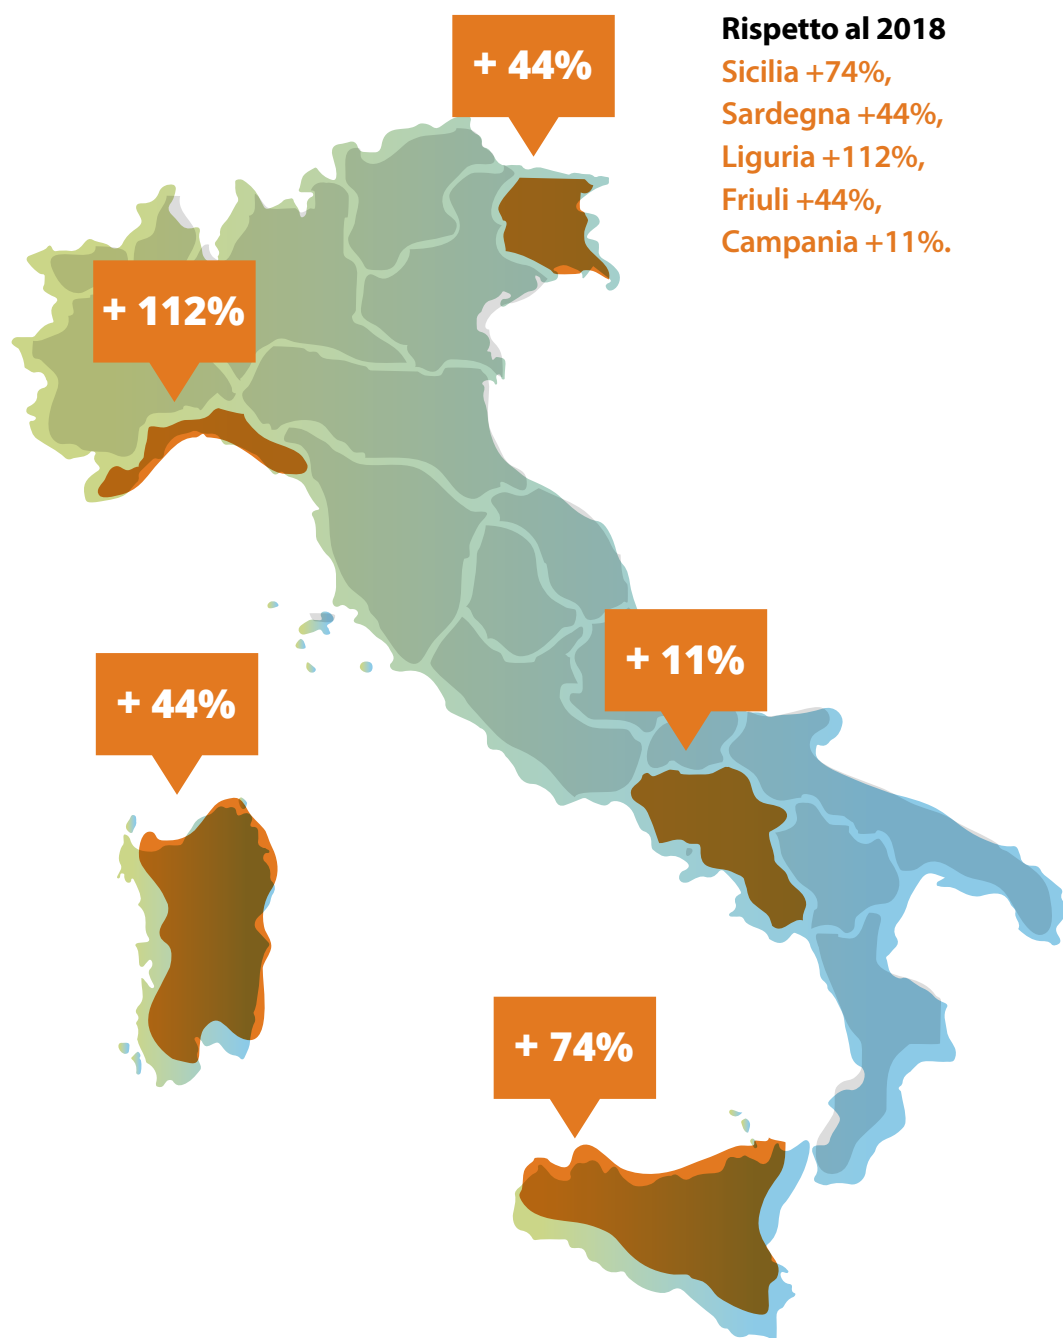 + 44%
Rispetto al 2018
Sicilia +74%,
Sardegna +44%,
Liguria +112%,
Friuli +44%,
Campania +11%.
+ 112%
+ 11%
+ 44%
+ 74%